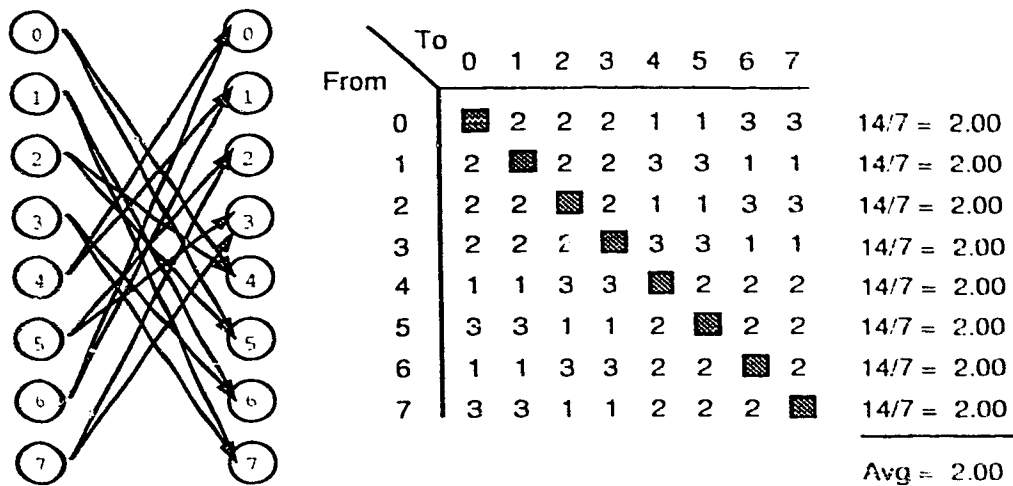 0 0
1 1
2 2
3 3
4 4
5 5
6 6
7 7
To
From
0 1 2 3 4 5 6 7
0 2 2 2 1 1 3 3 14/7 = 2.00
1 2 2 2 3 3 1 1 14/7 = 2.00
2 2 2 2 1 1 3 3 14/7 = 2.00
3 2 2 2 3 3 1 1 14/7 = 2.00
4 1 1 3 3 2 2 2 14/7 = 2.00
5 3 3 1 1 2 2 2 14/7 = 2.00
6 1 1 3 3 2 2 2 14/7 = 2.00
7 3 3 1 1 2 2 2 14/7 = 2.00
Avg = 2.00